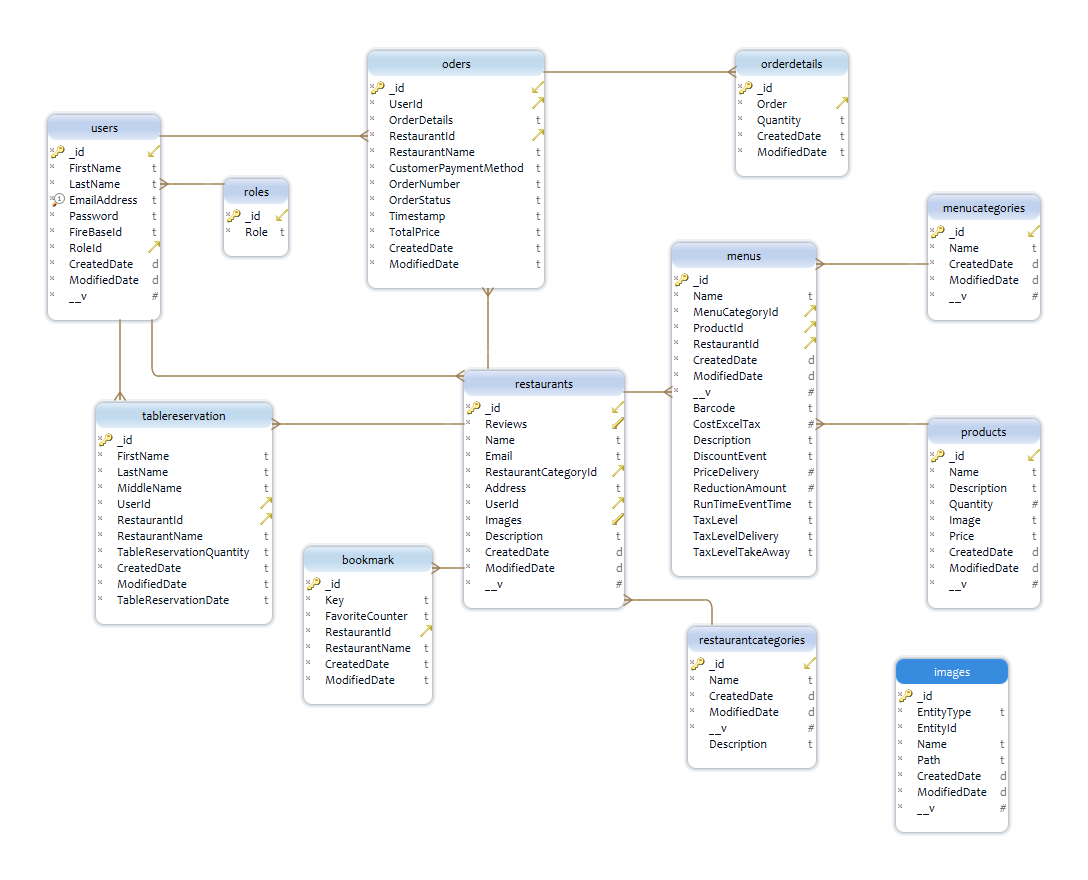 users
_id
FirstName t
LastName t
EmailAddress t
Password t
FireBaseId t
RoleId
CreatedDate d
ModifiedDate d
__v #
roles
_id
Role t
oders
_id
UserId
OrderDetails t
RestaurantId
RestaurantName t
CustomerPaymentMethod t
OrderNumber t
OrderStatus t
Timestamp t
TotalPrice t
CreatedDate t
ModifiedDate t
orderdetails
_id
Order
Quantity t
CreatedDate t
ModifiedDate t
menucategories
_id
Name t
CreatedDate d
ModifiedDate d
__v #
menus
_id
Name t
MenuCategoryId
ProductId
RestaurantId
CreatedDate d
ModifiedDate d
__v #
Barcode t
CostExcelTax #
Description t
DiscountEvent t
PriceDelivery #
ReductionAmount #
RunTimeEventTime t
TaxLevel t
TaxLevelDelivery t
TaxLevelTakeAway t
restaurants
_id
Reviews
Name t
Email t
RestaurantCategoryId
Address t
UserId
Images
Description t
CreatedDate d
ModifiedDate d
__v #
tablereservation
_id
FirstName t
LastName t
MiddleName t
UserId
RestaurantId
RestaurantName t
TableReservationQuantity t
CreatedDate t
ModifiedDate t
TableReservationDate t
products
_id
Name t
Description t
Quantity #
Image t
Price t
CreatedDate d
ModifiedDate d
__v #
bookmark
_id
Key t
FavoriteCounter t
RestaurantId
RestaurantName t
CreatedDate t
ModifiedDate t
restaurantcategories
_id
Name t
CreatedDate d
ModifiedDate d
__v #
Description t
images
_id
EntityType t
EntityId
Name t
Path t
CreatedDate d
ModifiedDate d
__v #